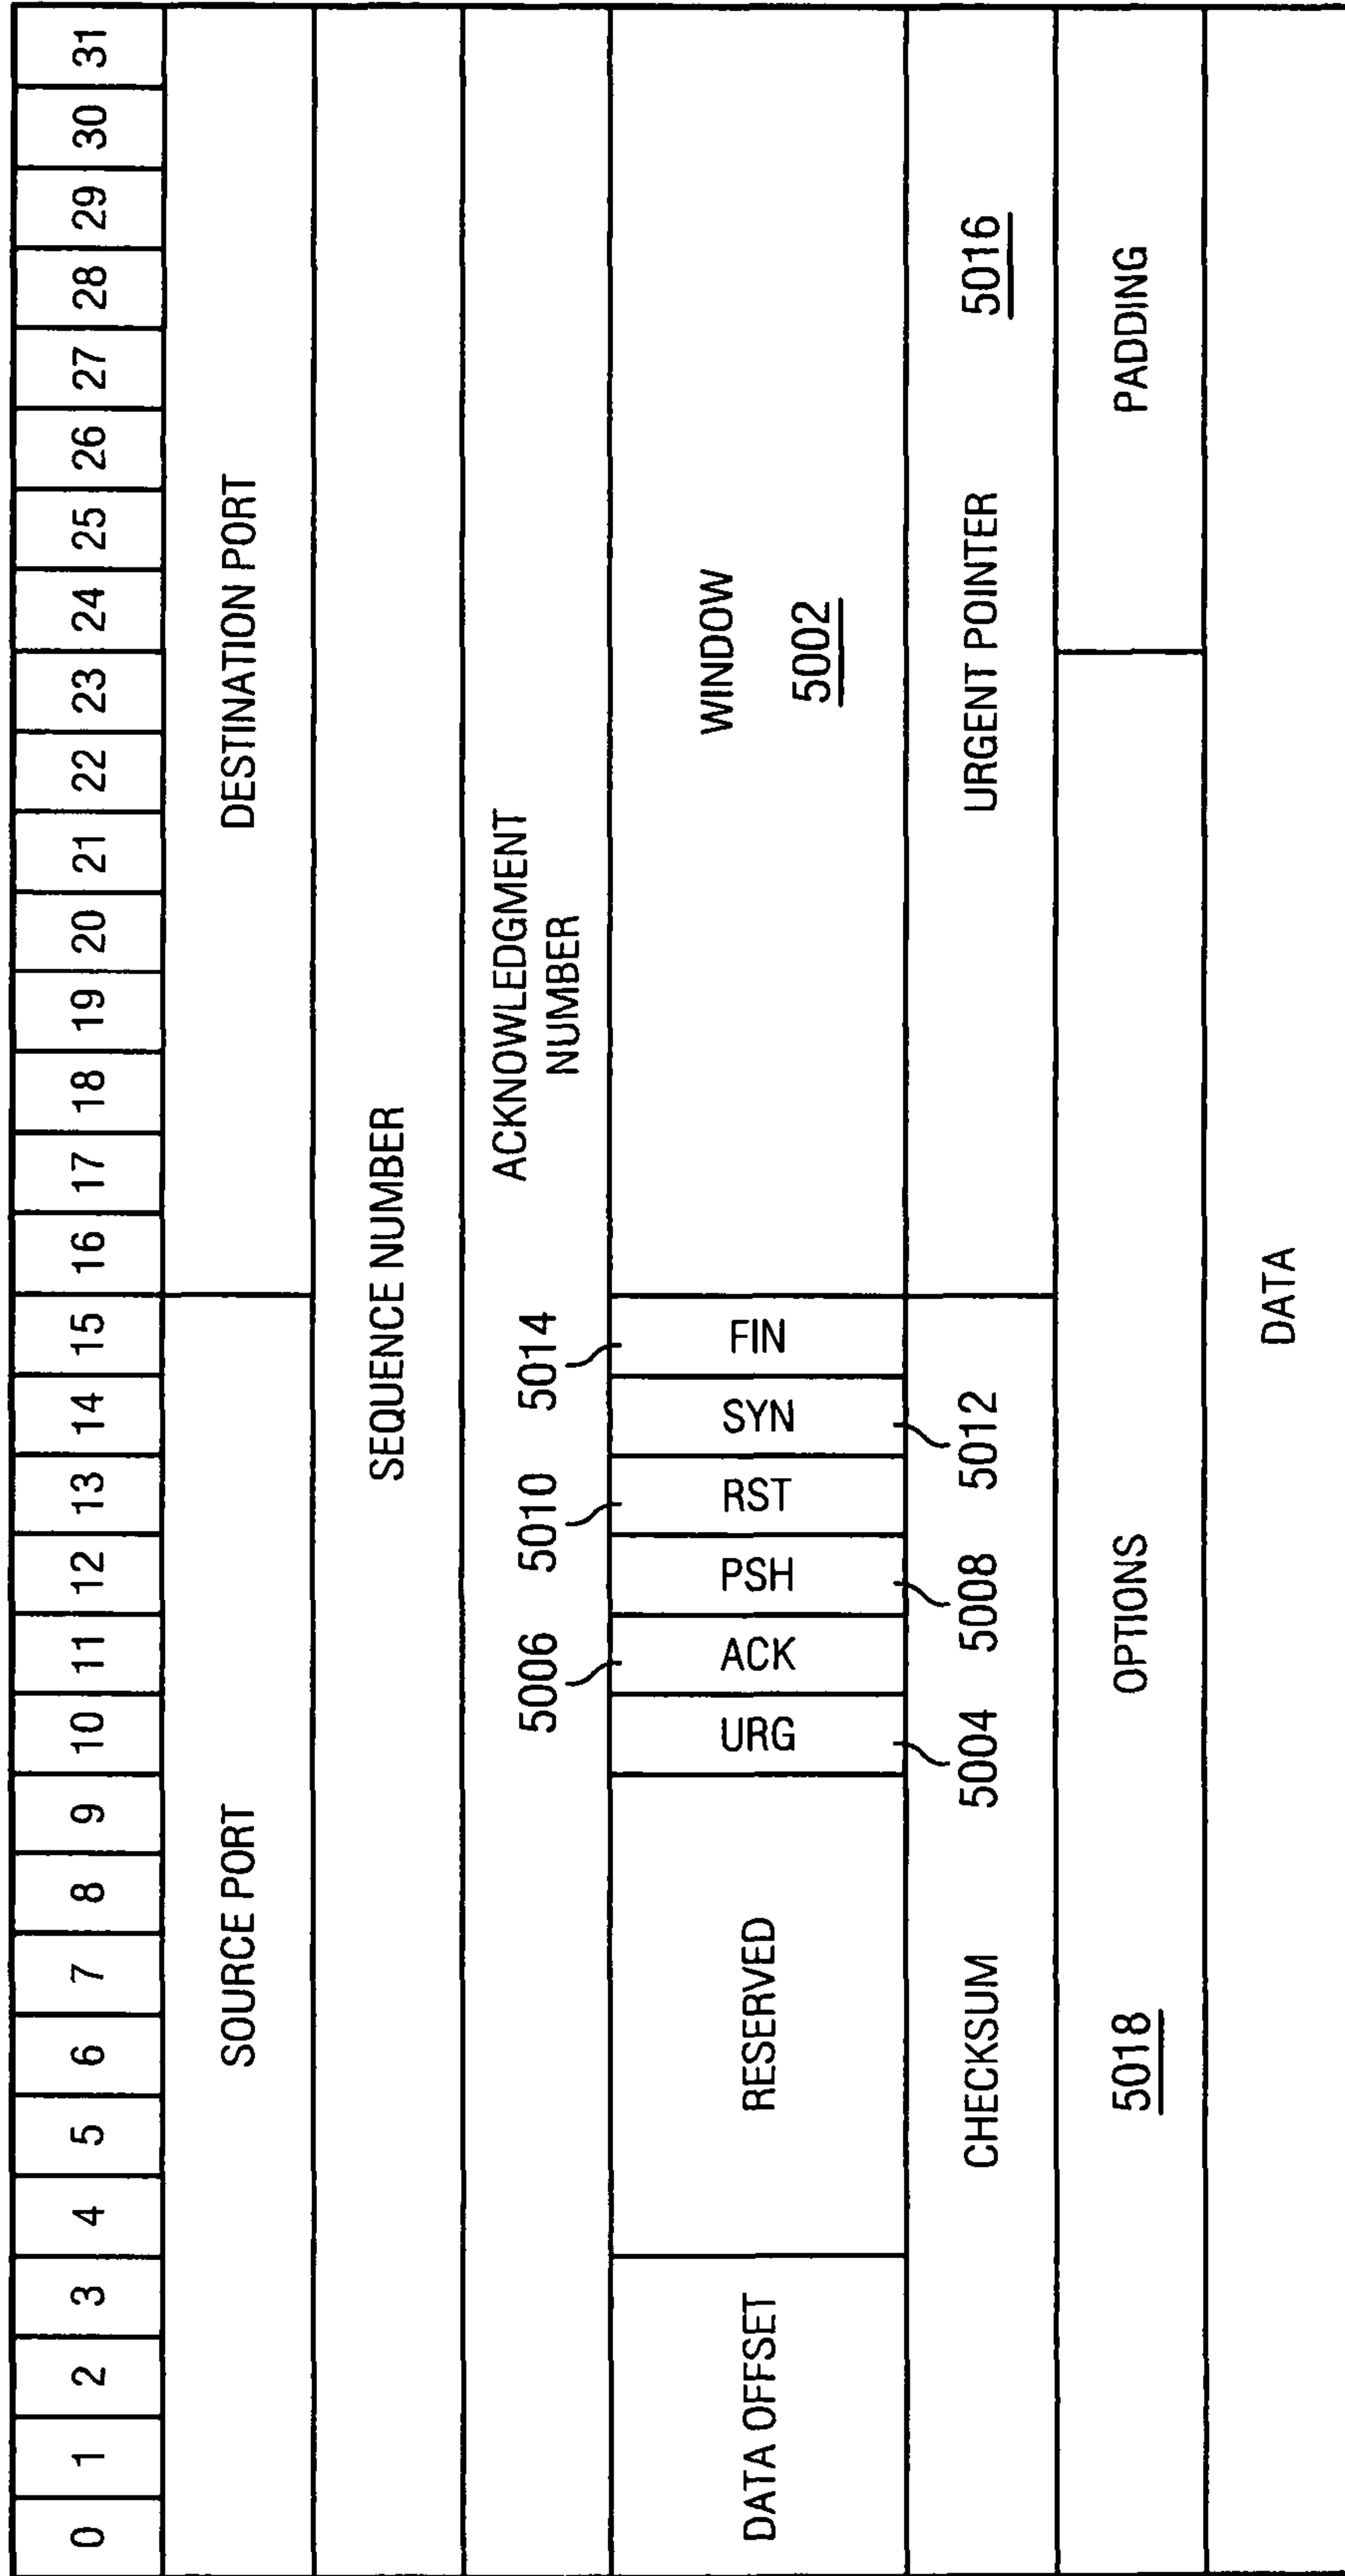 0 1 2 3 4 5 6 7 8 9 10 11 12 13 14 15 16 17 18 19 20 21 22 23 24 25 26 27 28 29 30 31
SOURCE PORT DESTINATION PORT
SEQUENCE NUMBER
ACKNOWLEDGMENT
NUMBER
5006 5010 5014
DATA OFFSET RESERVED URG ACK PSH RST SYN FIN WINDOW
5002
5004 5008 5012
CHECKSUM URGENT POINTER 5016
5018 OPTIONS PADDING
DATA